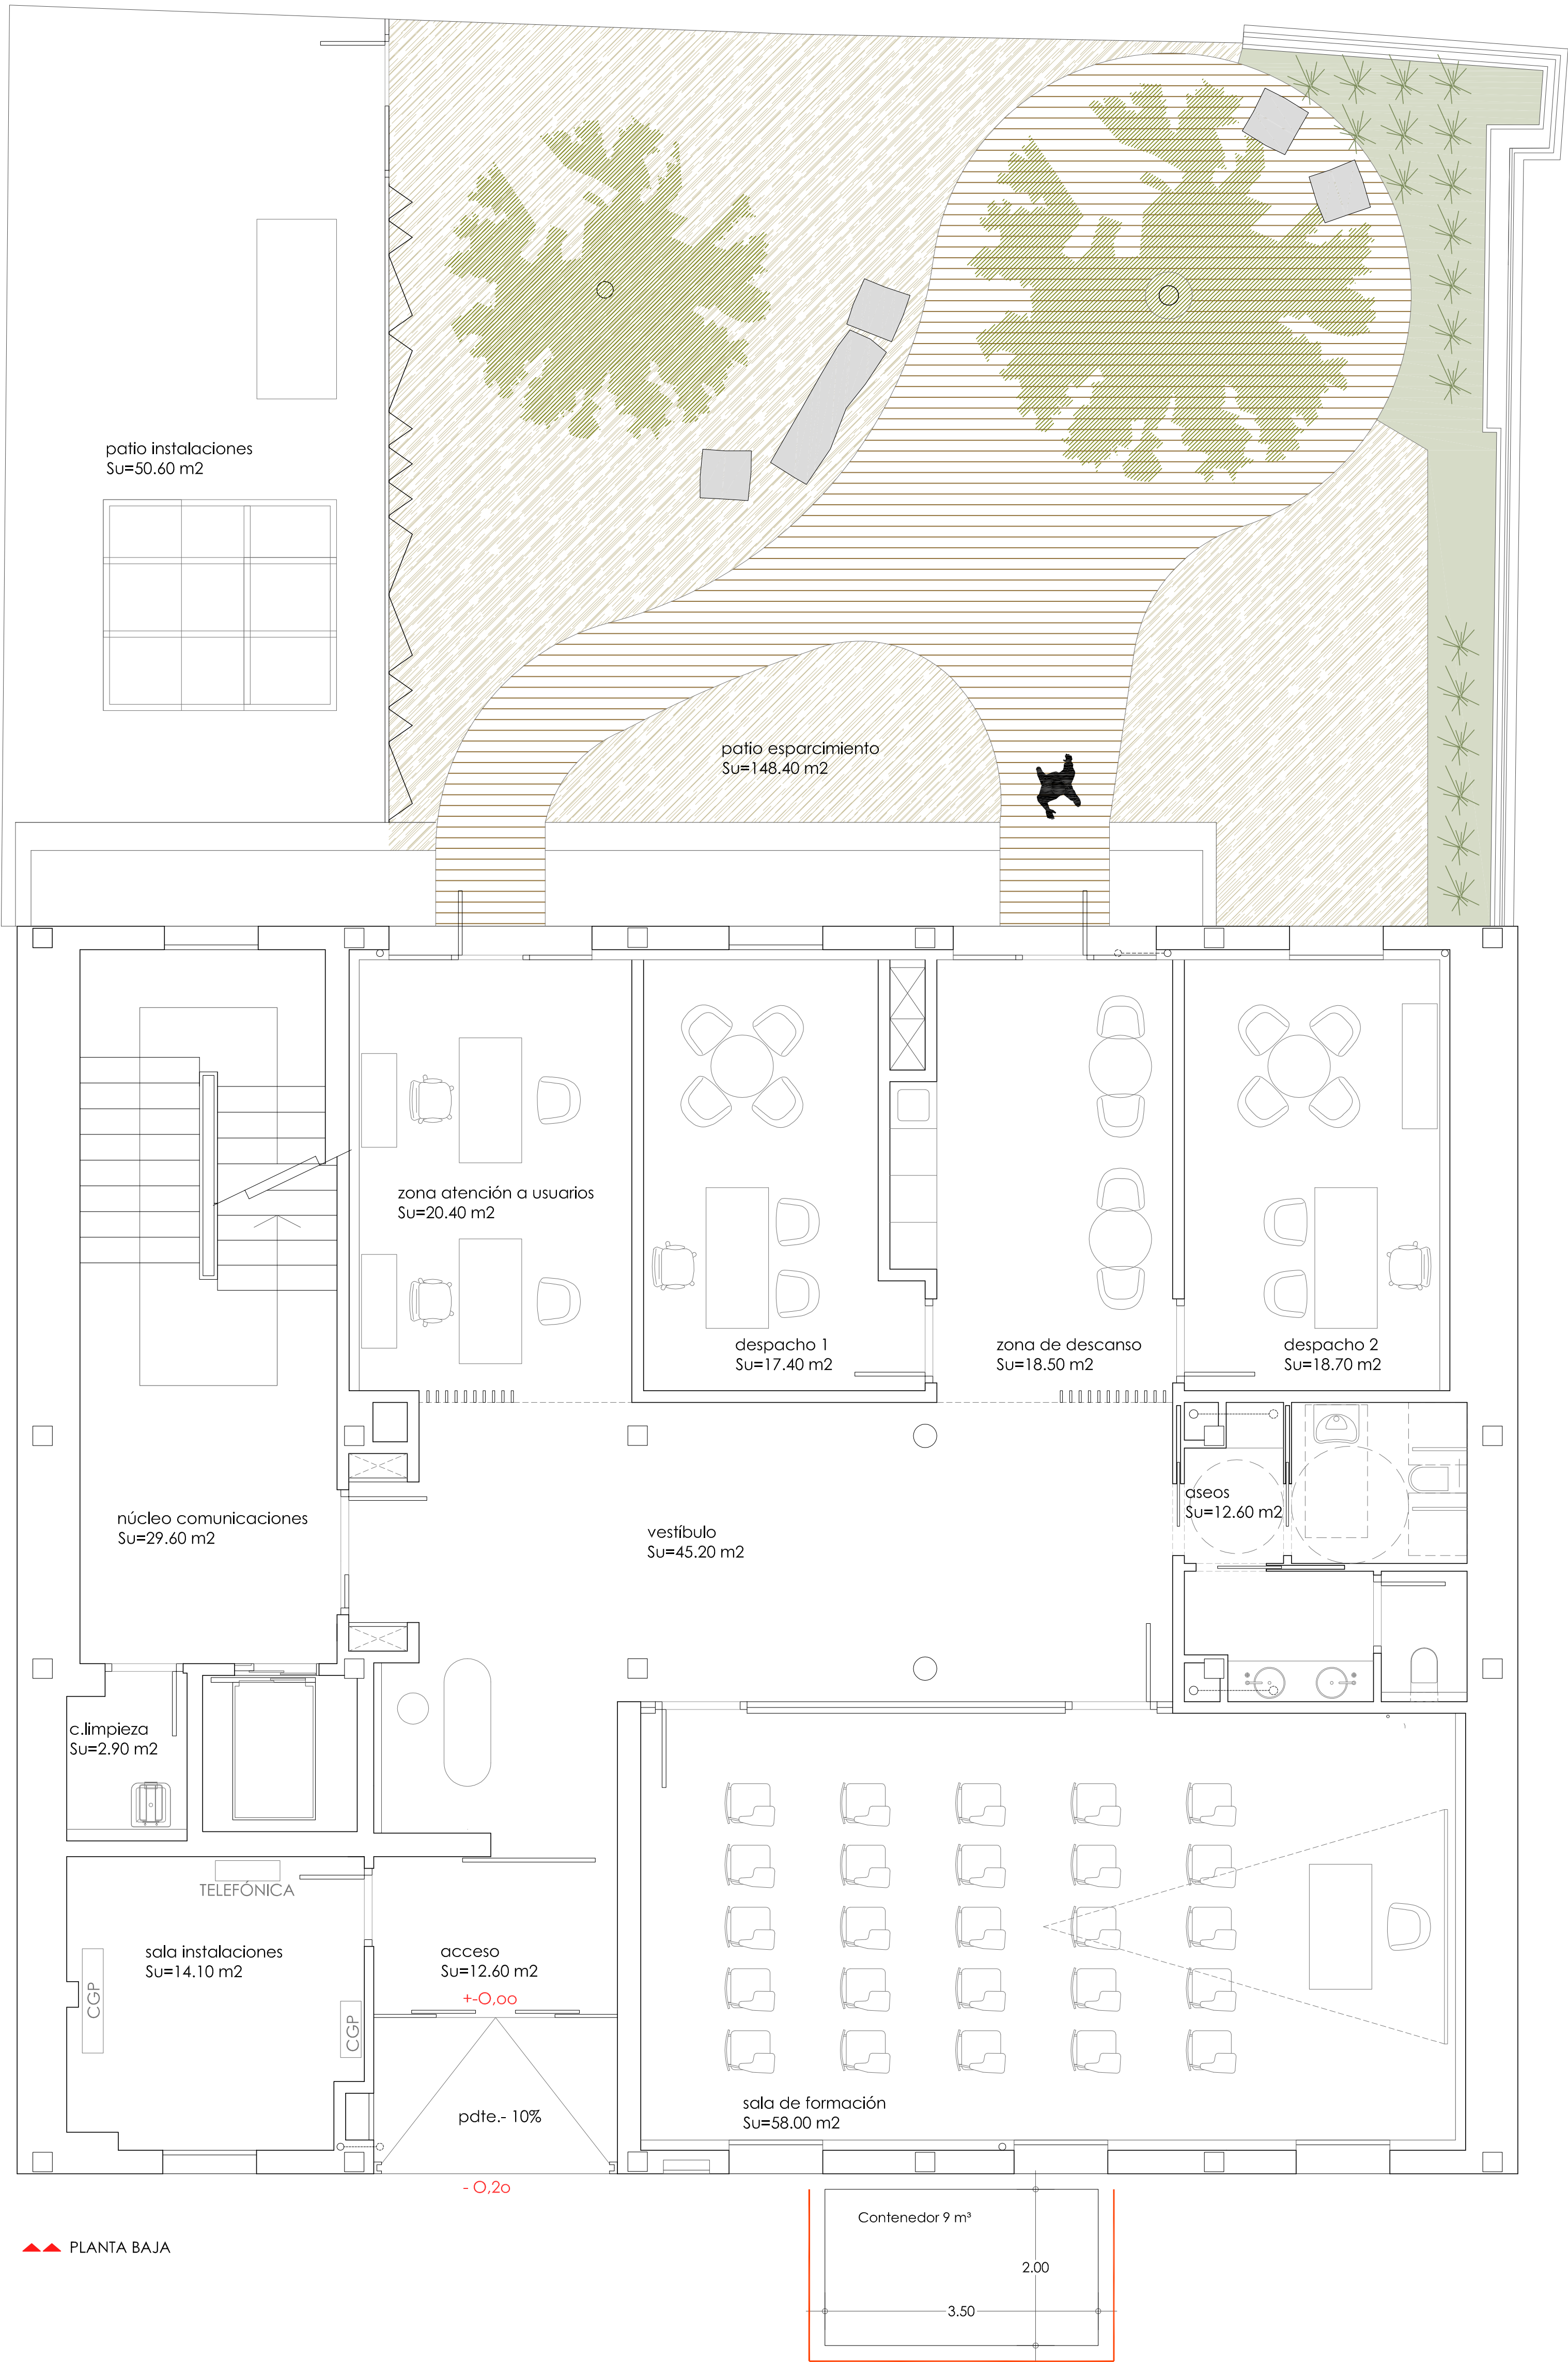 patio instalaciones
Su=50.60 m2
patio esparcimiento
Su=148.40 m2
zona atención a usuarios
Su=20.40 m2
despacho 1
Su=17.40 m2
zona de descanso
Su=18.50 m2
despacho 2
Su=18.70 m2
núcleo comunicaciones
Su=29.60 m2
vestíbulo
Su=45.20 m2
aseos
Su=12.60 m2
c.limpieza
Su=2.90 m2
TELEFÓNICA
sala instalaciones
Su=14.10 m2
CGP
CGP
acceso
Su=12.60 m2
+-0,00
pdte.- 10%
- 0,20
sala de formación
Su=58.00 m2
Contenedor 9 m³
2.00
3.50
PLANTA BAJA